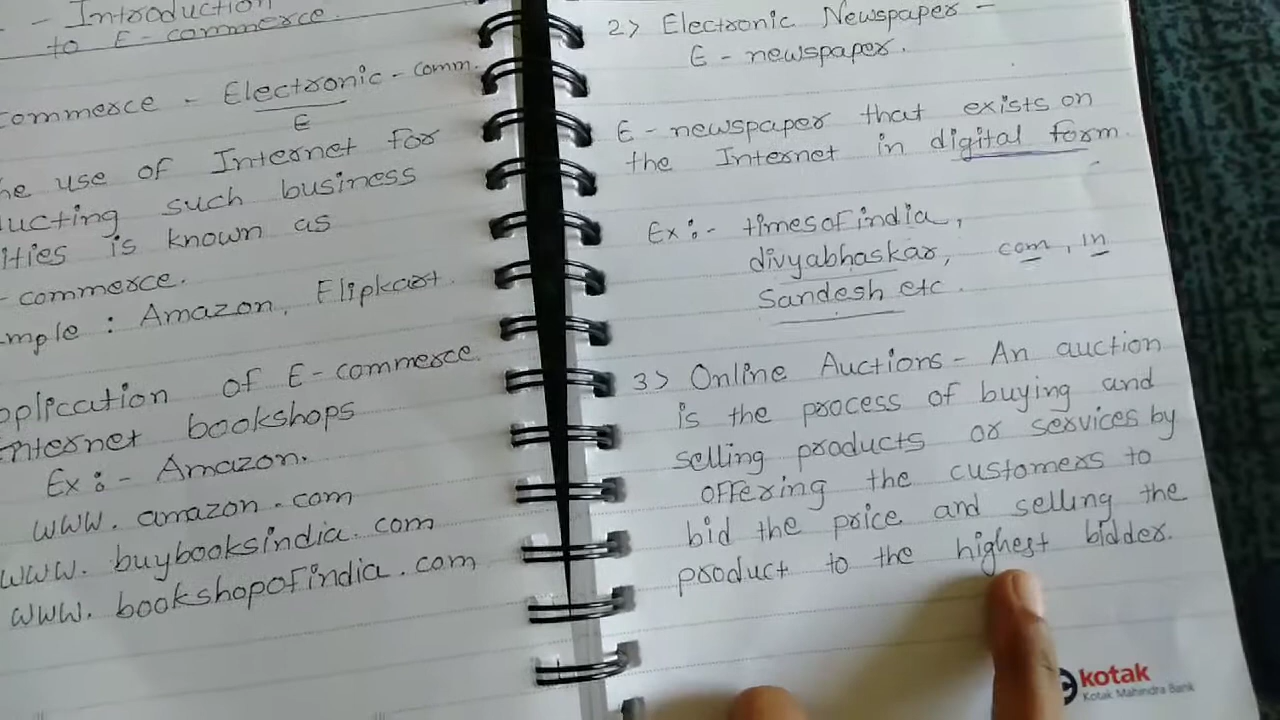 - Introduction
to E-commerce.
commerce - Electronic-comm.
E
he use of Internet for
ucting such business
ities is known as
- commerce.
mple : Amazon, Flipkart.
pplication of E-commerce.
nternet bookshops
Ex :- Amazon.
www.amazon.com
www.buybooksindia.com
www.bookshopofindia.com
2) Electronic Newspaper -
E-newspaper.
E-newspaper that exists on
the Internet in digital form.
Ex :- timesofindia,
divyabhaskar, com, in
Sandesh etc.
3) Online Auctions - An auction
is the process of buying and
selling products or services by
offering the customers to
bid the price and selling the
product to the highest bidder.
kotak
Kotak Mahindra Bank